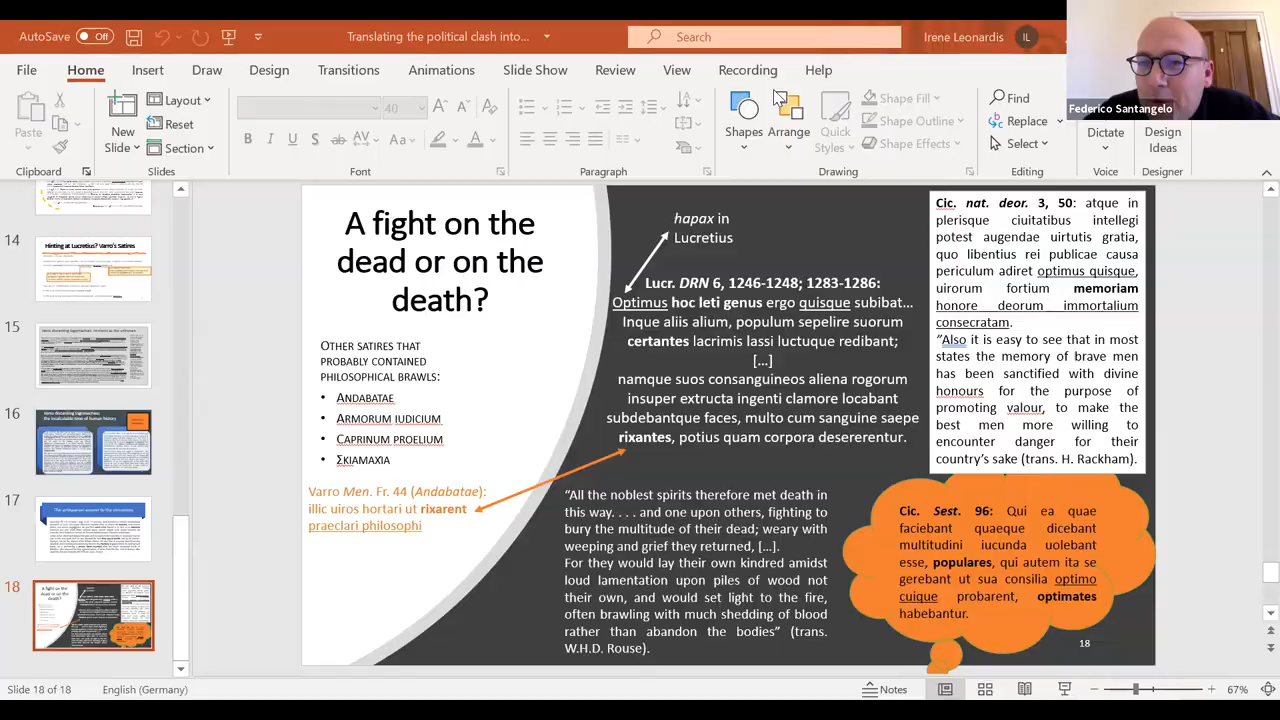 AutoSave
Off
Translating the political clash into...
Search
Irene Leonardis
IL
File
Home
Insert
Draw
Design
Transitions
Animations
Slide Show
Review
View
Recording
Help
Federico Santangelo
Paste
New
Slide
Layout
Reset
Section
40
Shapes
Arrange
Quick
Styles
Shape Fill
Shape Outline
Shape Effects
Find
Replace
Select
Dictate
Design
Ideas
Clipboard
Slides
Font
Paragraph
Drawing
Editing
Voice
Designer
14
Hinting at Lucretius? Varro's Satires
15
16
17
18
A fight on the
dead or on the
death?
OTHER SATIRES THAT
PROBABLY CONTAINED
PHILOSOPHICAL BRAWLS:
• ANDABATAE
• ARMORUM IUDICIUM
• CAPRINUM PROELIUM
• ΣKIAMAXIA
Varro Men. Fr. 44 (Andabatae):
illic uiros hortari ut rixarent
praeclari philosophi
hapax in
Lucretius
Lucr. DRN 6, 1246-1248; 1283-1286:
Optimus hoc leti genus ergo quisque subibat...
Inque aliis alium, populum sepelire suorum
certantes lacrimis lassi luctuque redibant;
[...]
namque suos consanguineos aliena rogorum
insuper extructa ingenti clamore locabant
subdebantque faces, multo cum sanguine saepe
rixantes, potius quam corpora desererentur.
“All the noblest spirits therefore met death in
this way. . . . and one upon others, fighting to
bury the multitude of their dead; weary with
weeping and grief they returned, [...].
For they would lay their own kindred amidst
loud lamentation upon piles of wood not
their own, and would set light to the fire,
often brawling with much shedding of blood
rather than abandon the bodies” (trans.
W.H.D. Rouse).
Cic. nat. deor. 3, 50: atque in
plerisque ciuitatibus intellegi
potest augendae uirtutis gratia,
quo libentius rei publicae causa
periculum adiret optimus quisque,
uirorum fortium memoriam
honore deorum immortalium
consecratam.
“Also it is easy to see that in most
states the memory of brave men
has been sanctified with divine
honours for the purpose of
promoting valour, to make the
best men more willing to
encounter danger for their
country’s sake (trans. H. Rackham).
Cic. Sest. 96: Qui ea quae
faciebant quaeque dicebant
multitudini iucunda uolebant
esse, populares, qui autem ita se
gerebant ut sua consilia optimo
cuique probarent, optimates
habebantur.
18
Slide 18 of 18
English (Germany)
Notes
67%